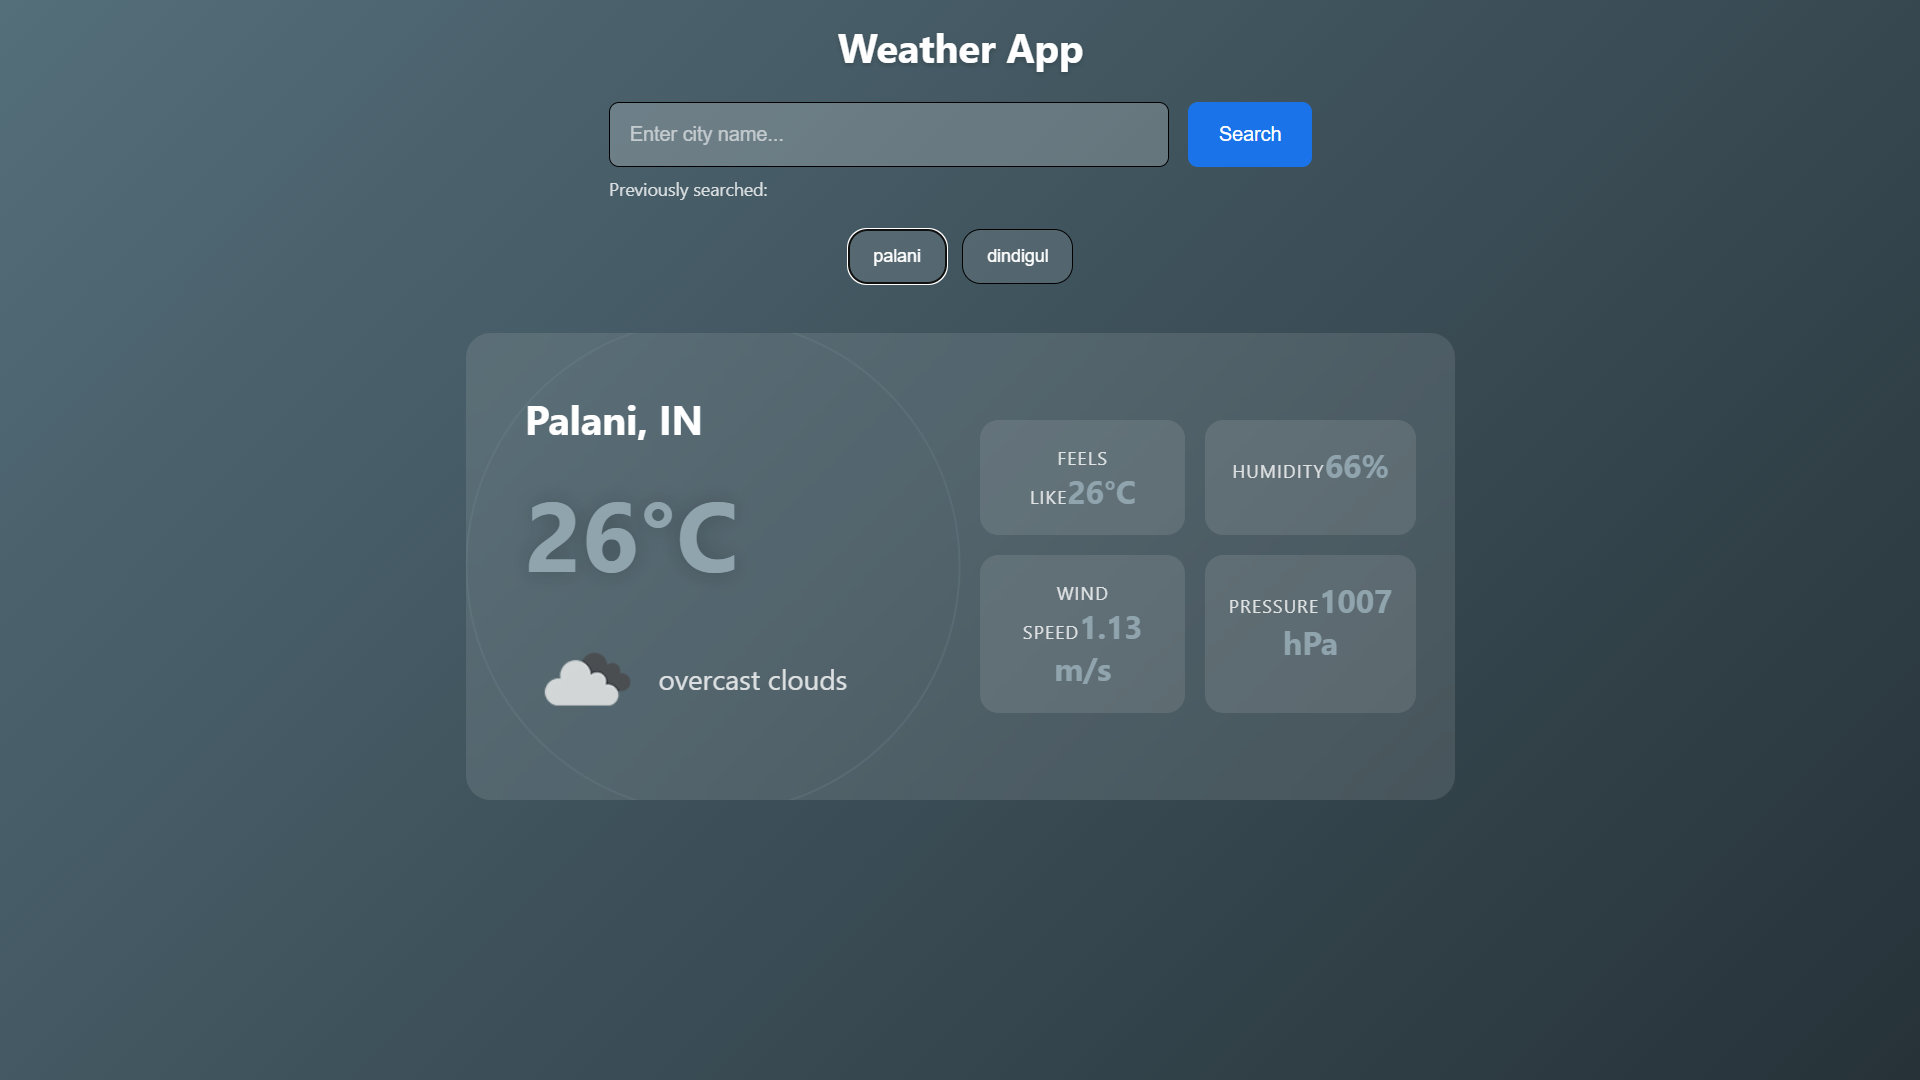 Weather App
Enter city name...
Search
Previously searched:
palani
dindigul
Palani, IN
26°C
overcast clouds
FEELS
LIKE26°C
HUMIDITY66%
WIND
SPEED1.13
m/s
PRESSURE1007
hPa